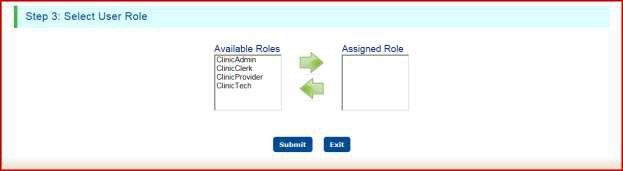 Step 3: Select User Role
Available Roles
Assigned Role
ClinicAdmin
ClinicClerk
ClinicProvider
ClinicTech
Submit
Exit